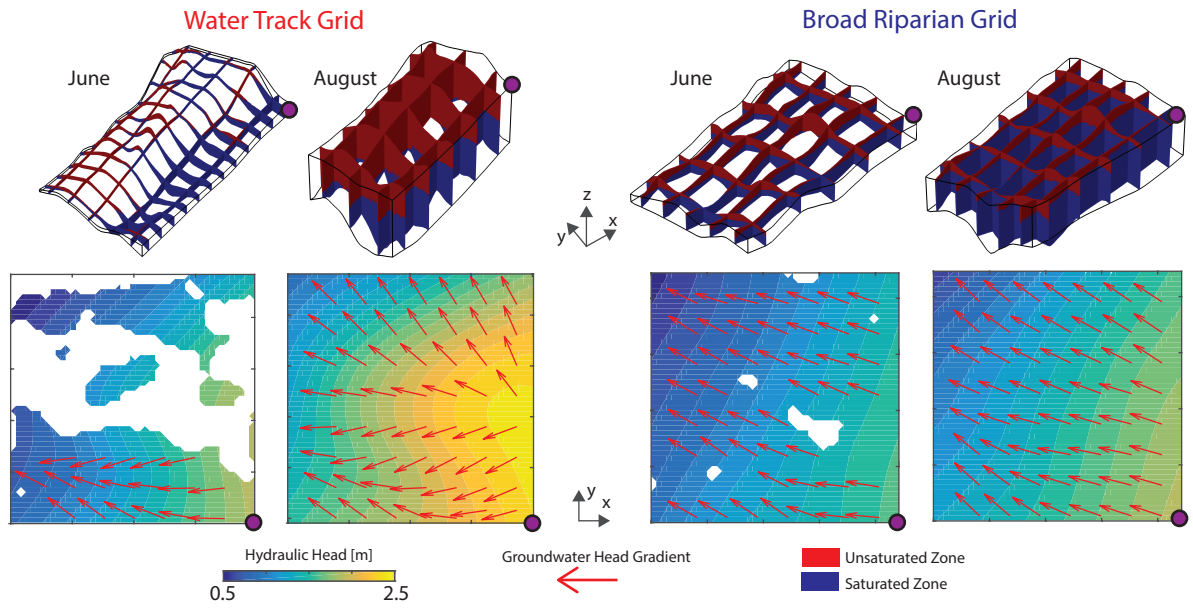 Water Track Grid
Broad Riparian Grid
June
August
June
August
z
x
y
y
x
Hydraulic Head [m]
0.5
2.5
Groundwater Head Gradient
Unsaturated Zone
Saturated Zone